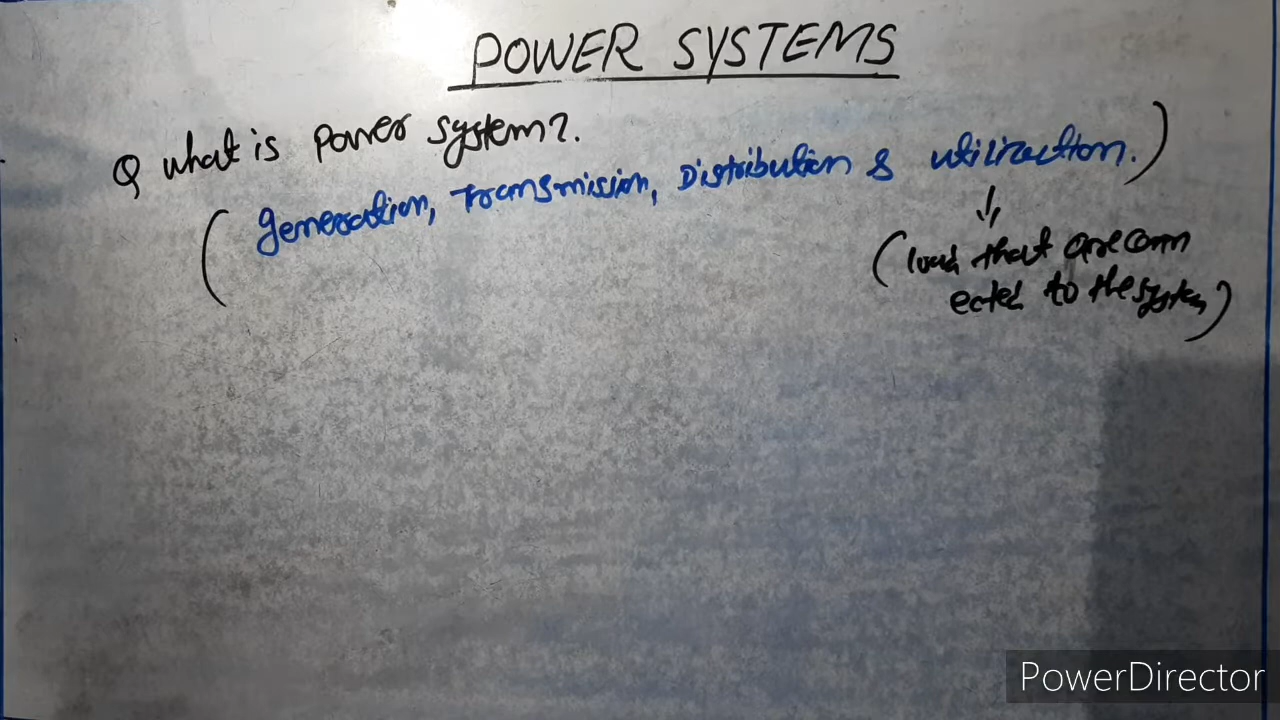 POWER SYSTEMS
Q what is power system?.
(generation, Transmission, Distribution & utilization.)
(load that are conn
ected to the system)
PowerDirector